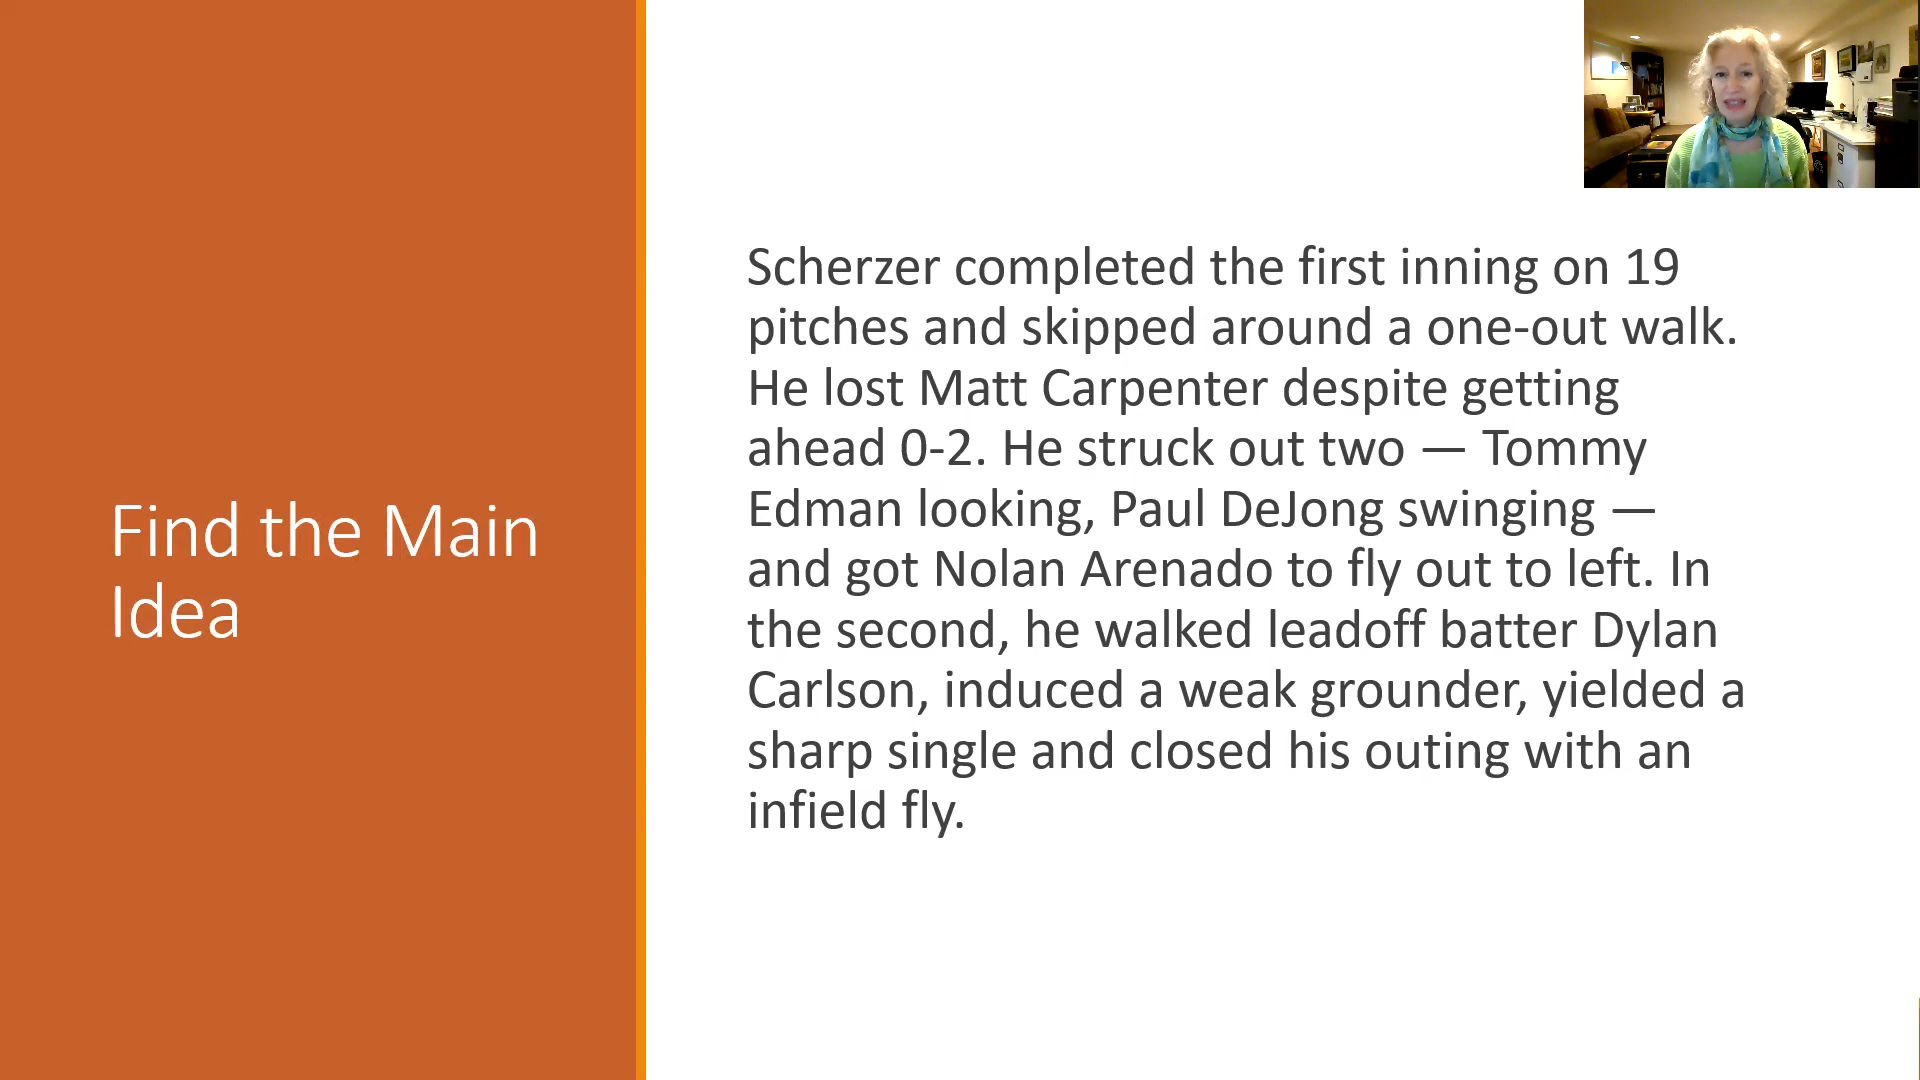 Find the Main
Idea
Scherzer completed the first inning on 19
pitches and skipped around a one-out walk.
He lost Matt Carpenter despite getting
ahead 0-2. He struck out two — Tommy
Edman looking, Paul DeJong swinging —
and got Nolan Arenado to fly out to left. In
the second, he walked leadoff batter Dylan
Carlson, induced a weak grounder, yielded a
sharp single and closed his outing with an
infield fly.